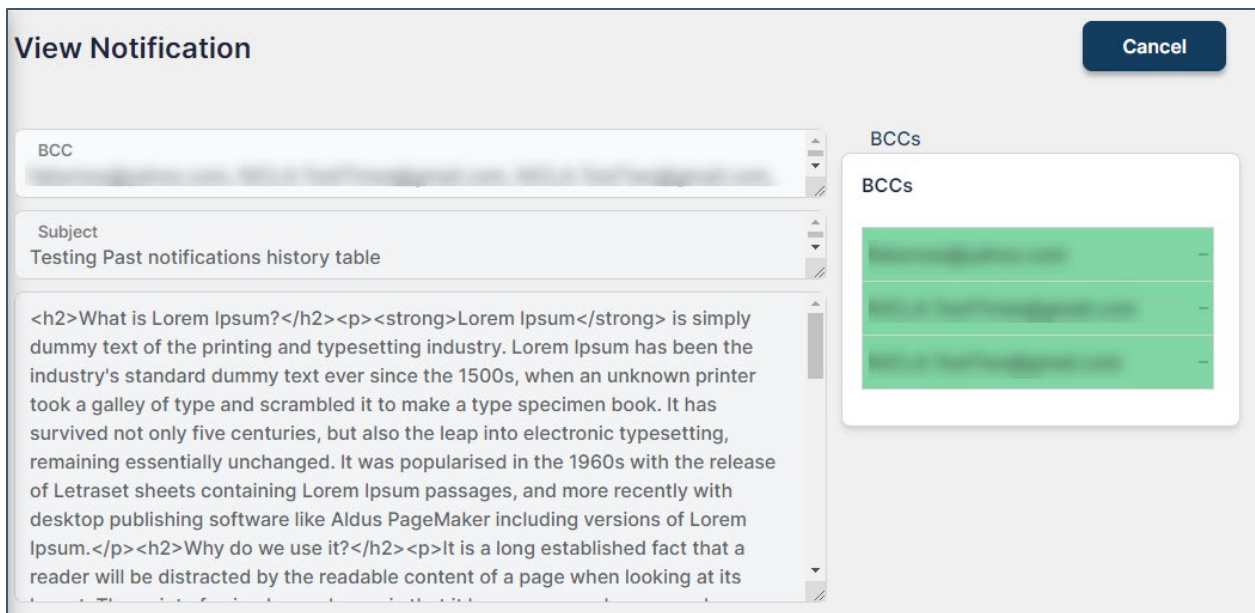 View Notification
Cancel
BCC
BCCs
BCCs
Subject
Testing Past notifications history table
<h2>What is Lorem Ipsum?</h2><p><strong>Lorem Ipsum</strong> is simply
dummy text of the printing and typesetting industry. Lorem Ipsum has been the
industry's standard dummy text ever since the 1500s, when an unknown printer
took a galley of type and scrambled it to make a type specimen book. It has
survived not only five centuries, but also the leap into electronic typesetting,
remaining essentially unchanged. It was popularised in the 1960s with the release
of Letraset sheets containing Lorem Ipsum passages, and more recently with
desktop publishing software like Aldus PageMaker including versions of Lorem
Ipsum.</p><h2>Why do we use it?</h2><p>It is a long established fact that a
reader will be distracted by the readable content of a page when looking at its